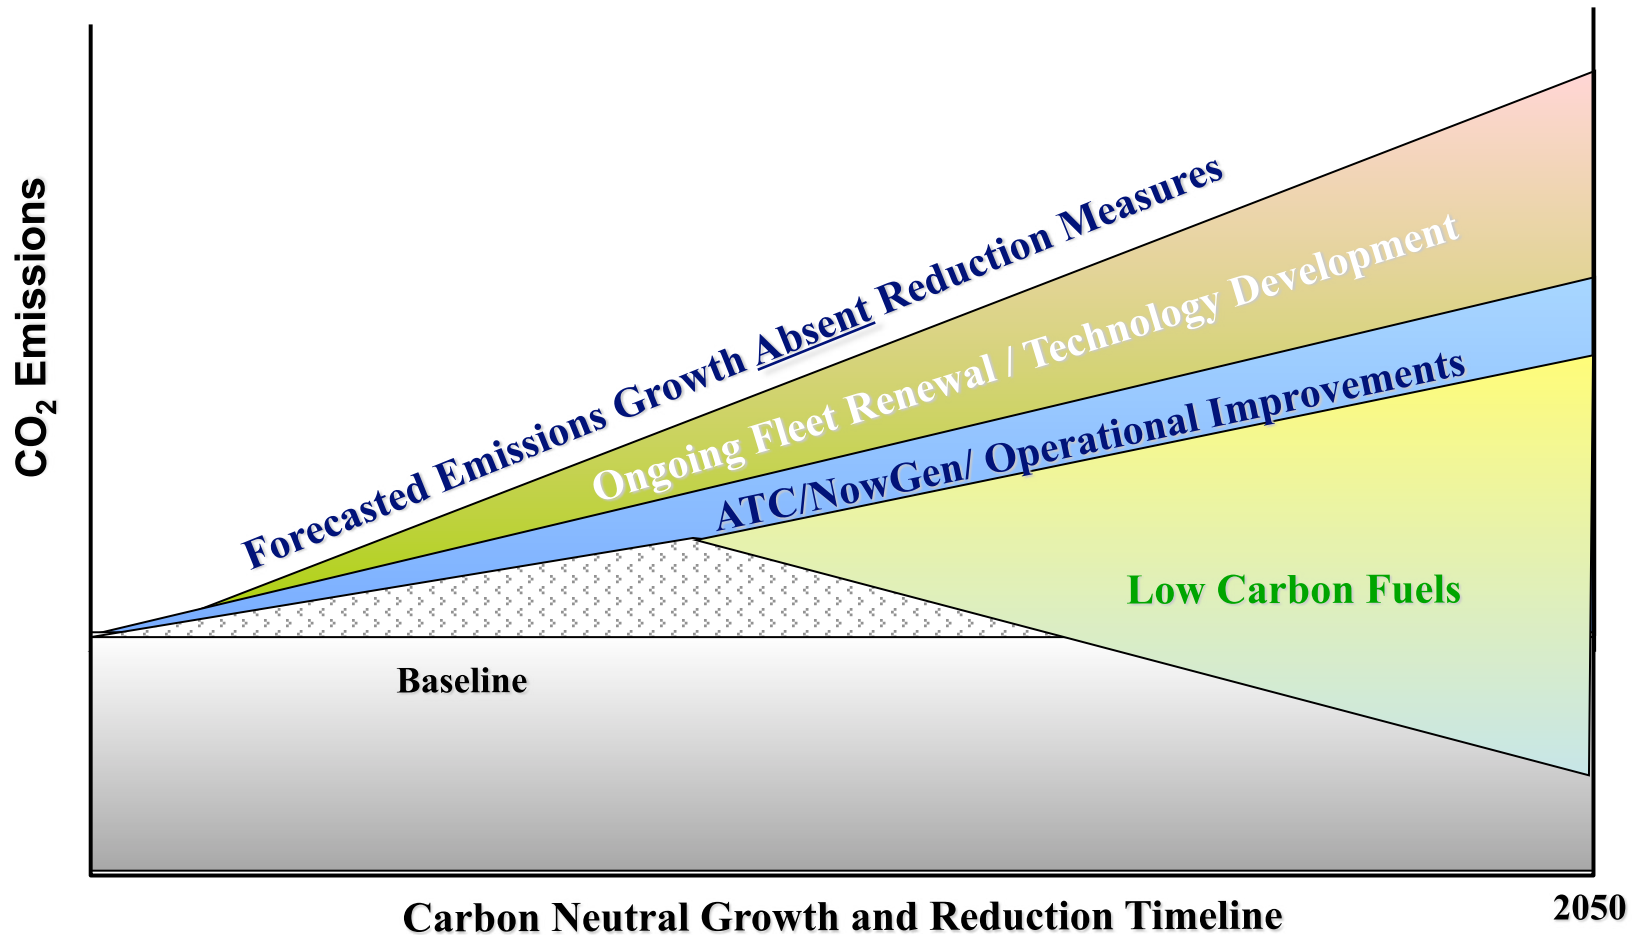 CO₂ Emissions
Forecasted Emissions Growth Absent Reduction Measures
Ongoing Fleet Renewal / Technology Development
ATC/NowGen/ Operational Improvements
Low Carbon Fuels
Baseline
2050
Carbon Neutral Growth and Reduction Timeline